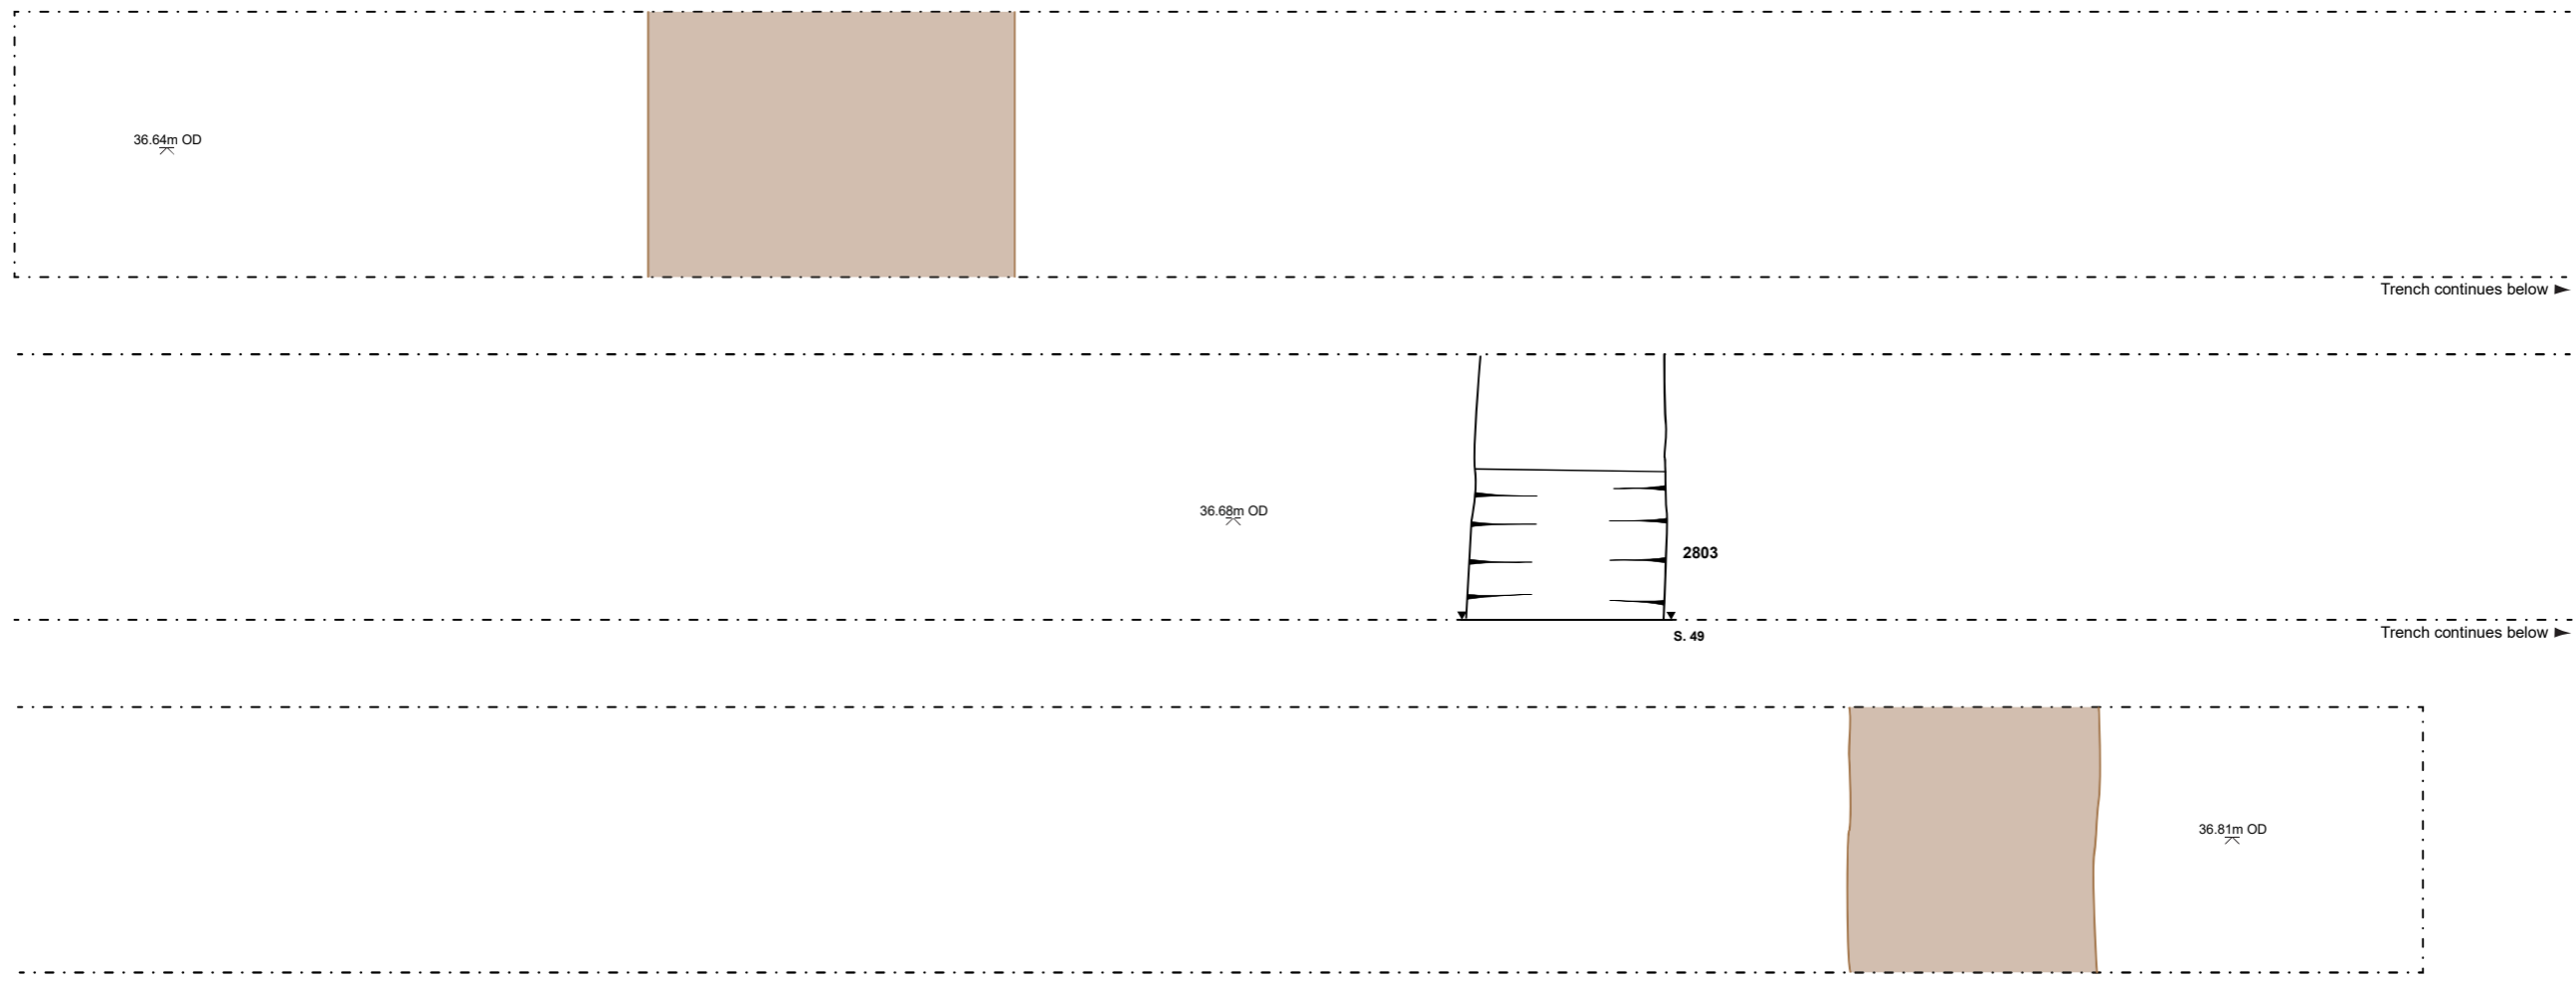 36.64m OD
Trench continues below
36.68m OD
2803
S. 49
Trench continues below
36.81m OD